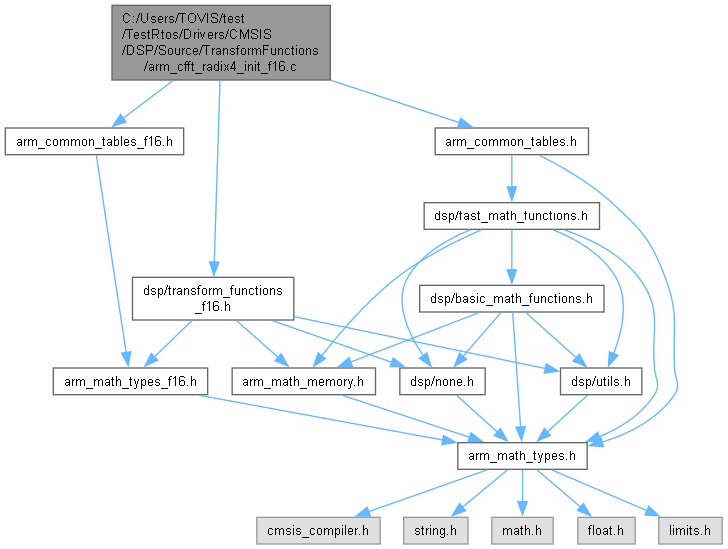 C:/Users/TOVIS/test
/TestRtos/Drivers/CMSIS
/DSP/Source/TransformFunctions
/arm_cfft_radix4_init_f16.c
arm_common_tables_f16.h
arm_common_tables.h
dsp/fast_math_functions.h
dsp/transform_functions
_f16.h
dsp/basic_math_functions.h
arm_math_types_f16.h
arm_math_memory.h
dsp/none.h
dsp/utils.h
arm_math_types.h
cmsis_compiler.h
string.h
math.h
float.h
limits.h